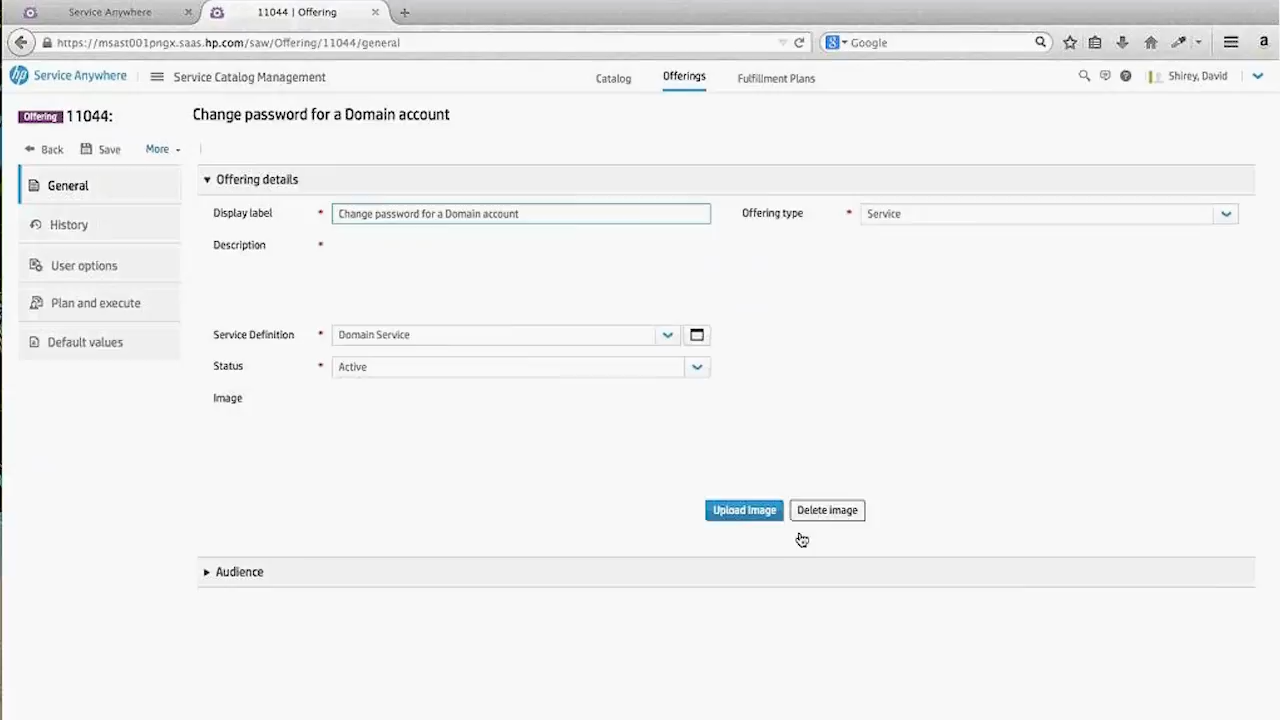 Service Anywhere
11044 | Offering
https://msast001pngx.saas.hp.com/saw/Offering/11044/general
Google
hp Service Anywhere
Service Catalog Management
Catalog
Offerings
Fulfillment Plans
Shirey, David
Offering 11044:
Change password for a Domain account
Back
Save
More
General
History
User options
Plan and execute
Default values
Offering details
Display label * Change password for a Domain account
Offering type * Service
Description *
Service Definition * Domain Service
Status * Active
Image
Upload Image
Delete image
Audience